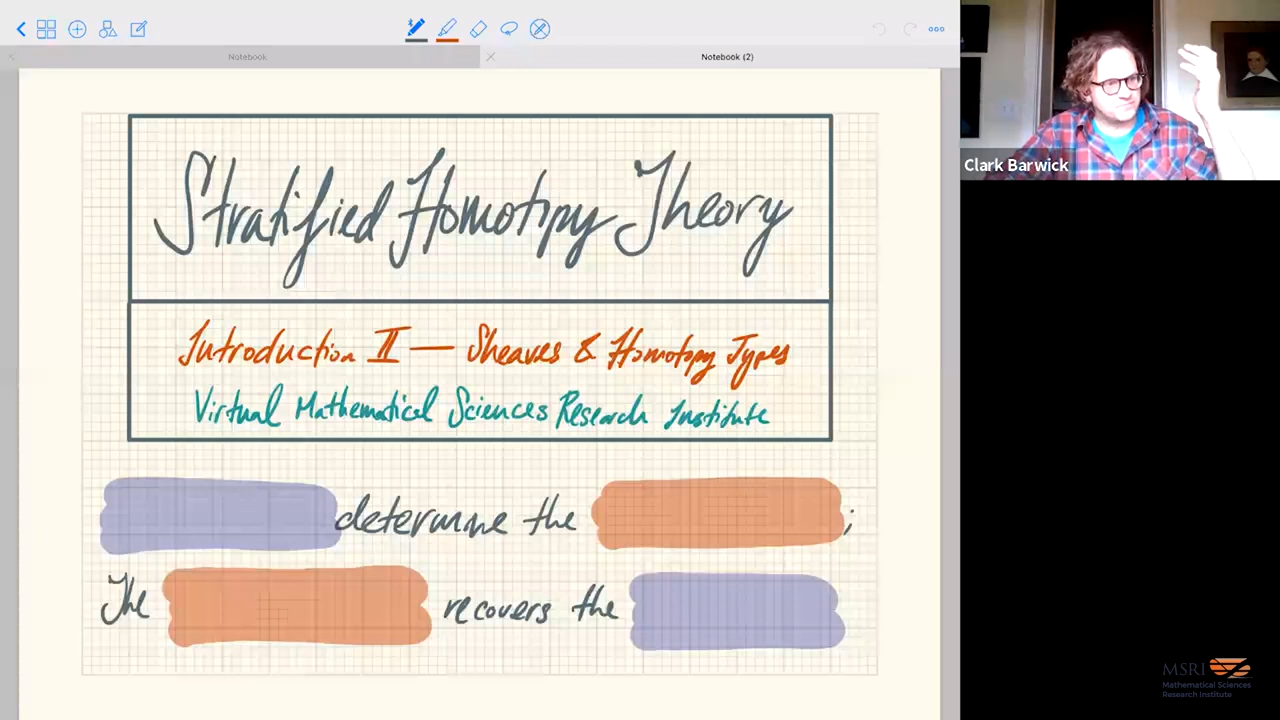 Notebook
Notebook (2)
Stratified Homotopy Theory
Introduction II — Sheaves & Homotopy Types
Virtual Mathematical Sciences Research Institute
determine the ;
The recovers the
Clark Barwick
MSRI
Mathematical Sciences
Research Institute